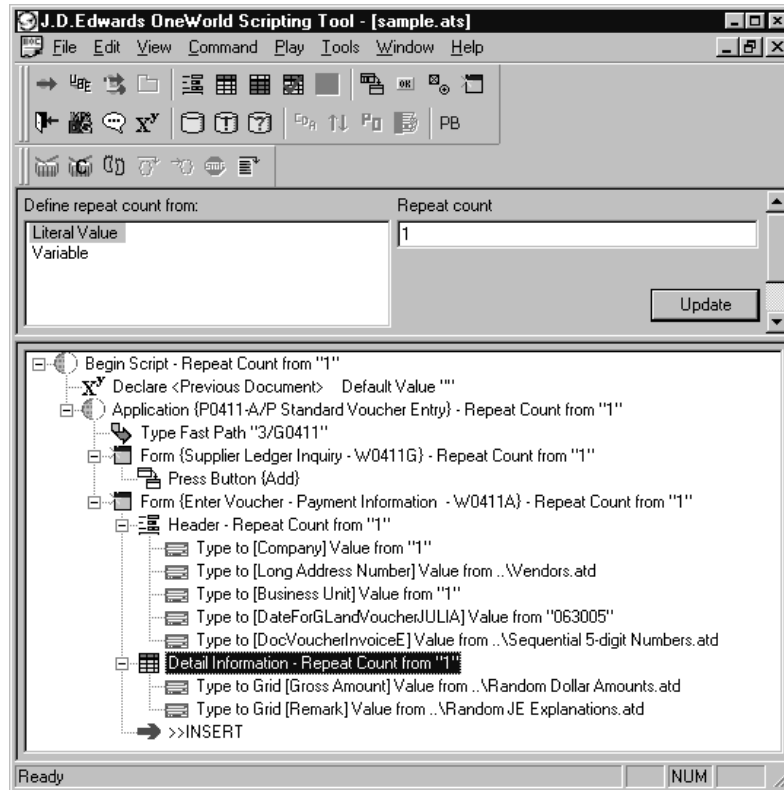 J.D.Edwards OneWorld Scripting Tool - [sample.ats]
File Edit View Command Play Tools Window Help
PB
Define repeat count from:
Repeat count
Literal Value
Variable
1
Update
Begin Script - Repeat Count from "1"
Declare <Previous Document> Default Value ""
Application {P0411-A/P Standard Voucher Entry} - Repeat Count from "1"
Type Fast Path "3/G0411"
Form {Supplier Ledger Inquiry - W0411G} - Repeat Count from "1"
Press Button {Add}
Form {Enter Voucher - Payment Information - W0411A} - Repeat Count from "1"
Header - Repeat Count from "1"
Type to [Company] Value from "1"
Type to [Long Address Number] Value from ..\Vendors.atd
Type to [Business Unit] Value from "1"
Type to [DateForGLandVoucherJULIA] Value from "063005"
Type to [DocVoucherInvoiceE] Value from ..\Sequential 5-digit Numbers.atd
Detail Information - Repeat Count from "1"
Type to Grid [Gross Amount] Value from ..\Random Dollar Amounts.atd
Type to Grid [Remark] Value from ..\Random JE Explanations.atd
>>INSERT
Ready
NUM